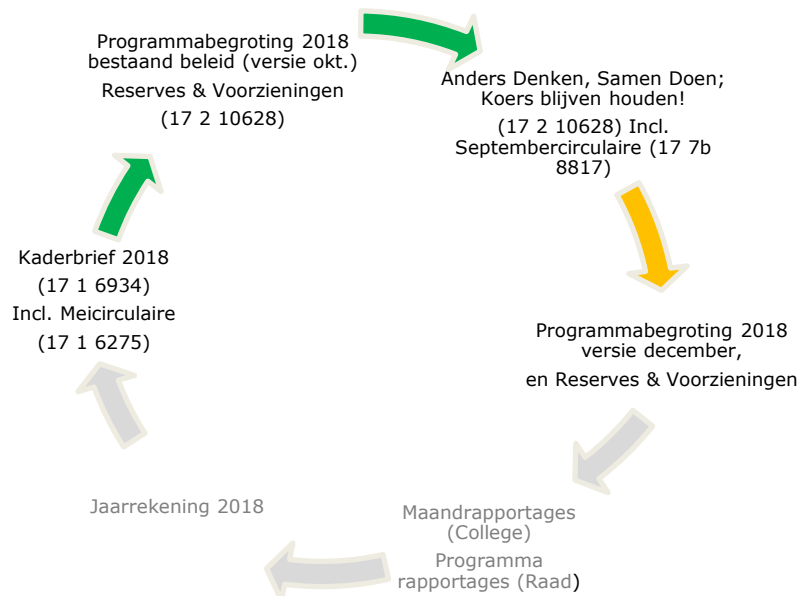 Programmabegroting 2018
bestaand beleid (versie okt.)
Reserves & Voorzieningen
(17 2 10628)
Anders Denken, Samen Doen;
Koers blijven houden!
(17 2 10628) Incl.
Septembercirculaire (17 7b
8817)
Programmabegroting 2018
versie december,
en Reserves & Voorzieningen
Maandrapportages
(College)
Programma
rapportages (Raad)
Jaarrekening 2018
Kaderbrief 2018
(17 1 6934)
Incl. Meicirculaire
(17 1 6275)